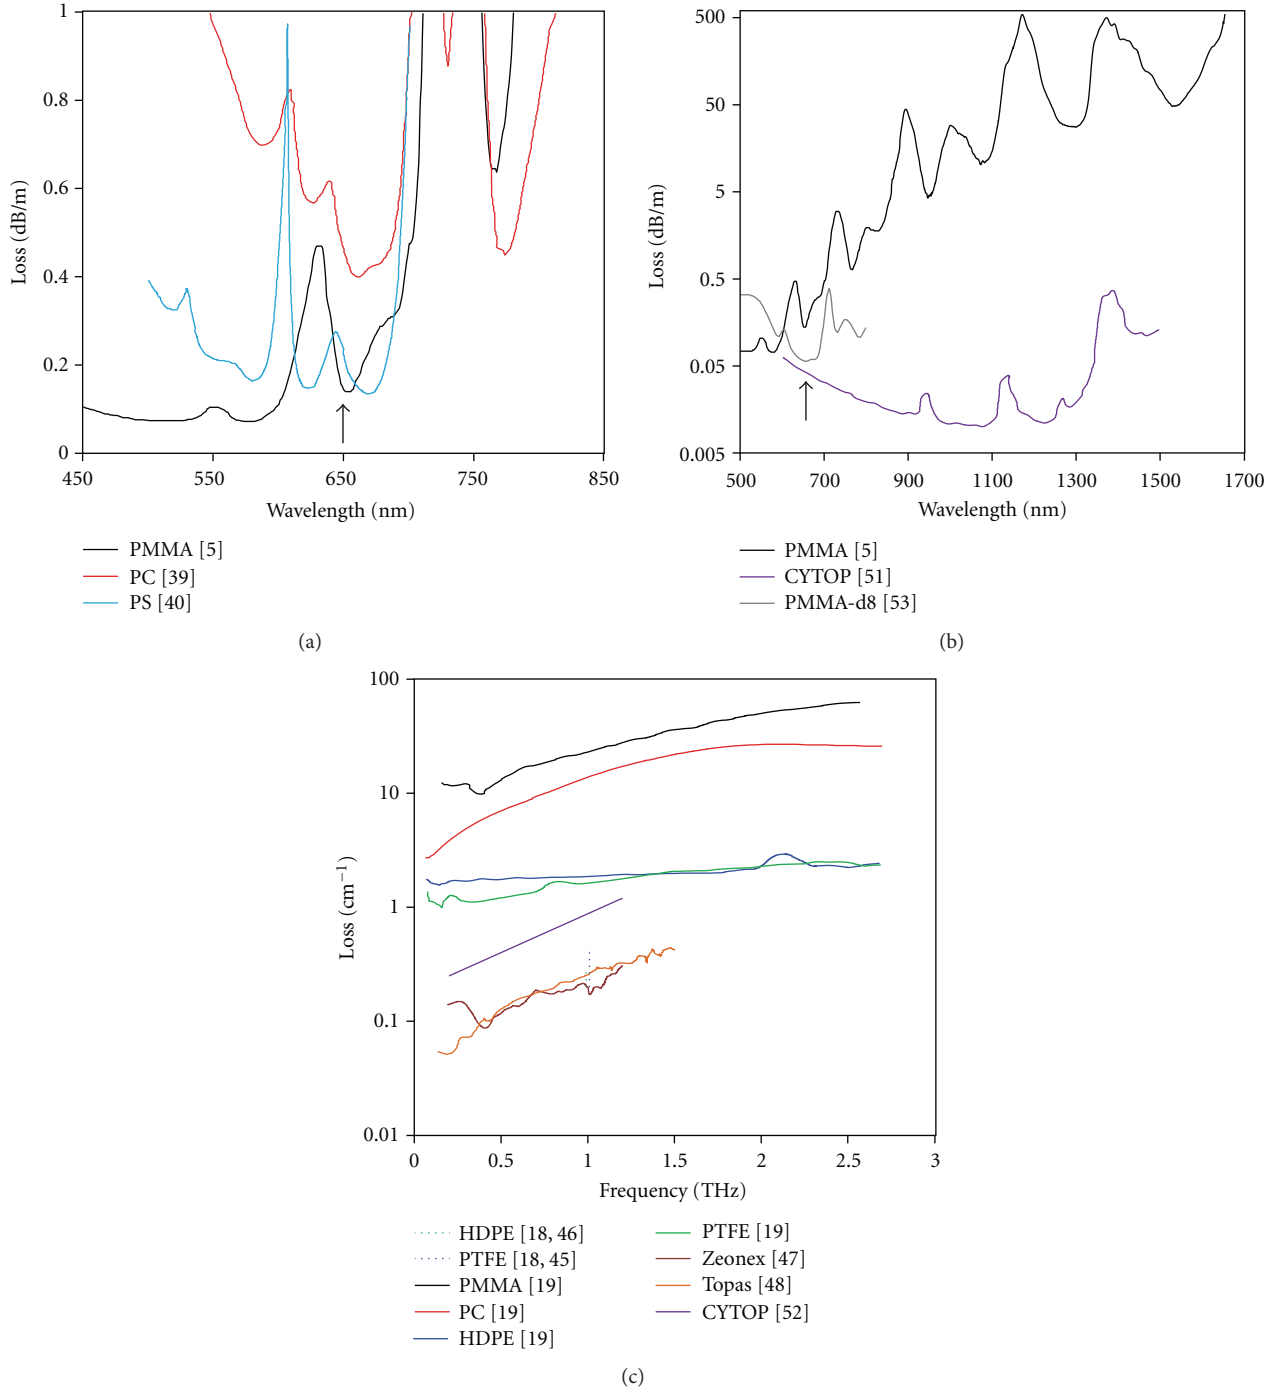 1
0.8
0.6
0.4
0.2
0
Loss (dB/m)
450 550 650 750 850
Wavelength (nm)
PMMA [5]
PC [39]
PS [40]
(a)
500
50
5
0.5
0.05
0.005
Loss (dB/m)
500 700 900 1100 1300 1500 1700
Wavelength (nm)
PMMA [5]
CYTOP [51]
PMMA-d8 [53]
(b)
100
10
1
0.1
0.01
Loss (cm−1)
0 0.5 1 1.5 2 2.5 3
Frequency (THz)
HDPE [18, 46]
PTFE [18, 45]
PMMA [19]
PC [19]
HDPE [19]
PTFE [19]
Zeonex [47]
Topas [48]
CYTOP [52]
(c)